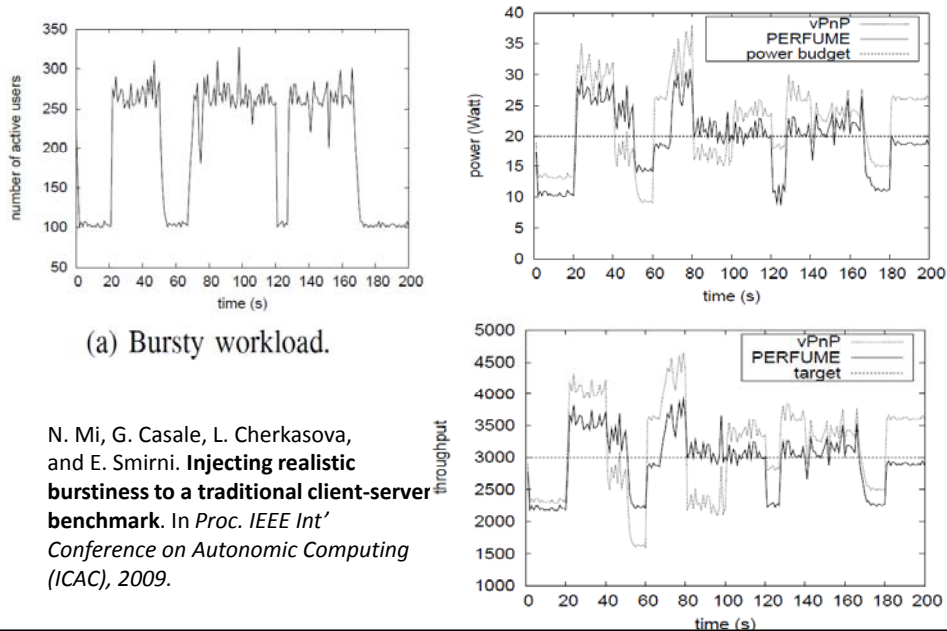 350
300
250
200
150
100
50
number of active users
0 20 40 60 80 100 120 140 160 180 200
time (s)
(a) Bursty workload.
N. Mi, G. Casale, L. Cherkasova,
and E. Smirni. Injecting realistic
burstiness to a traditional client-server
benchmark. In Proc. IEEE Int’
Conference on Autonomic Computing
(ICAC), 2009.
40
35
30
25
20
15
10
5
0
power (Watt)
vPnP
PERFUME
power budget
0 20 40 60 80 100 120 140 160 180 200
time (s)
5000
4500
4000
3500
3000
2500
2000
1500
1000
throughput
vPnP
PERFUME
target
0 20 40 60 80 100 120 140 160 180 200
time (s)